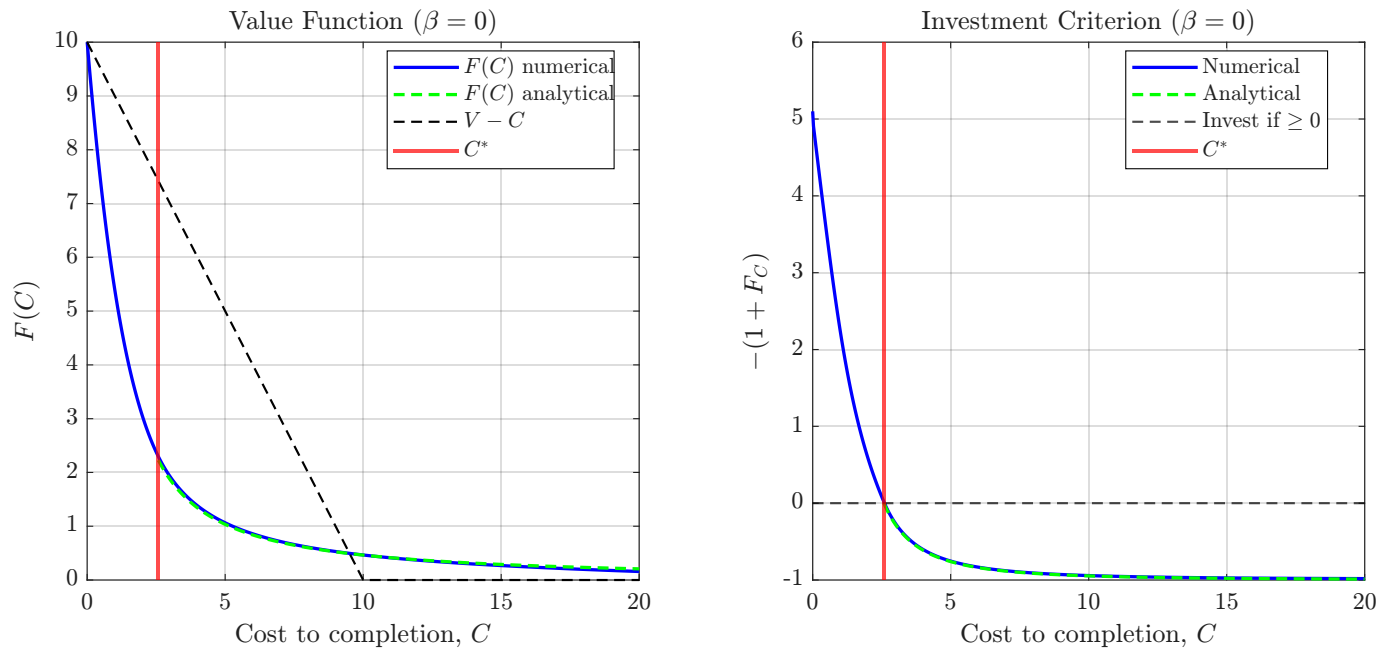 Value Function (β = 0)
10
9
8
7
6
5
4
3
2
1
0
F(C)
0 5 10 15 20
Cost to completion, C
F(C) numerical
F(C) analytical
V − C
C*
Investment Criterion (β = 0)
6
5
4
3
2
1
0
-1
−(1 + F_C)
0 5 10 15 20
Cost to completion, C
Numerical
Analytical
Invest if ≥ 0
C*